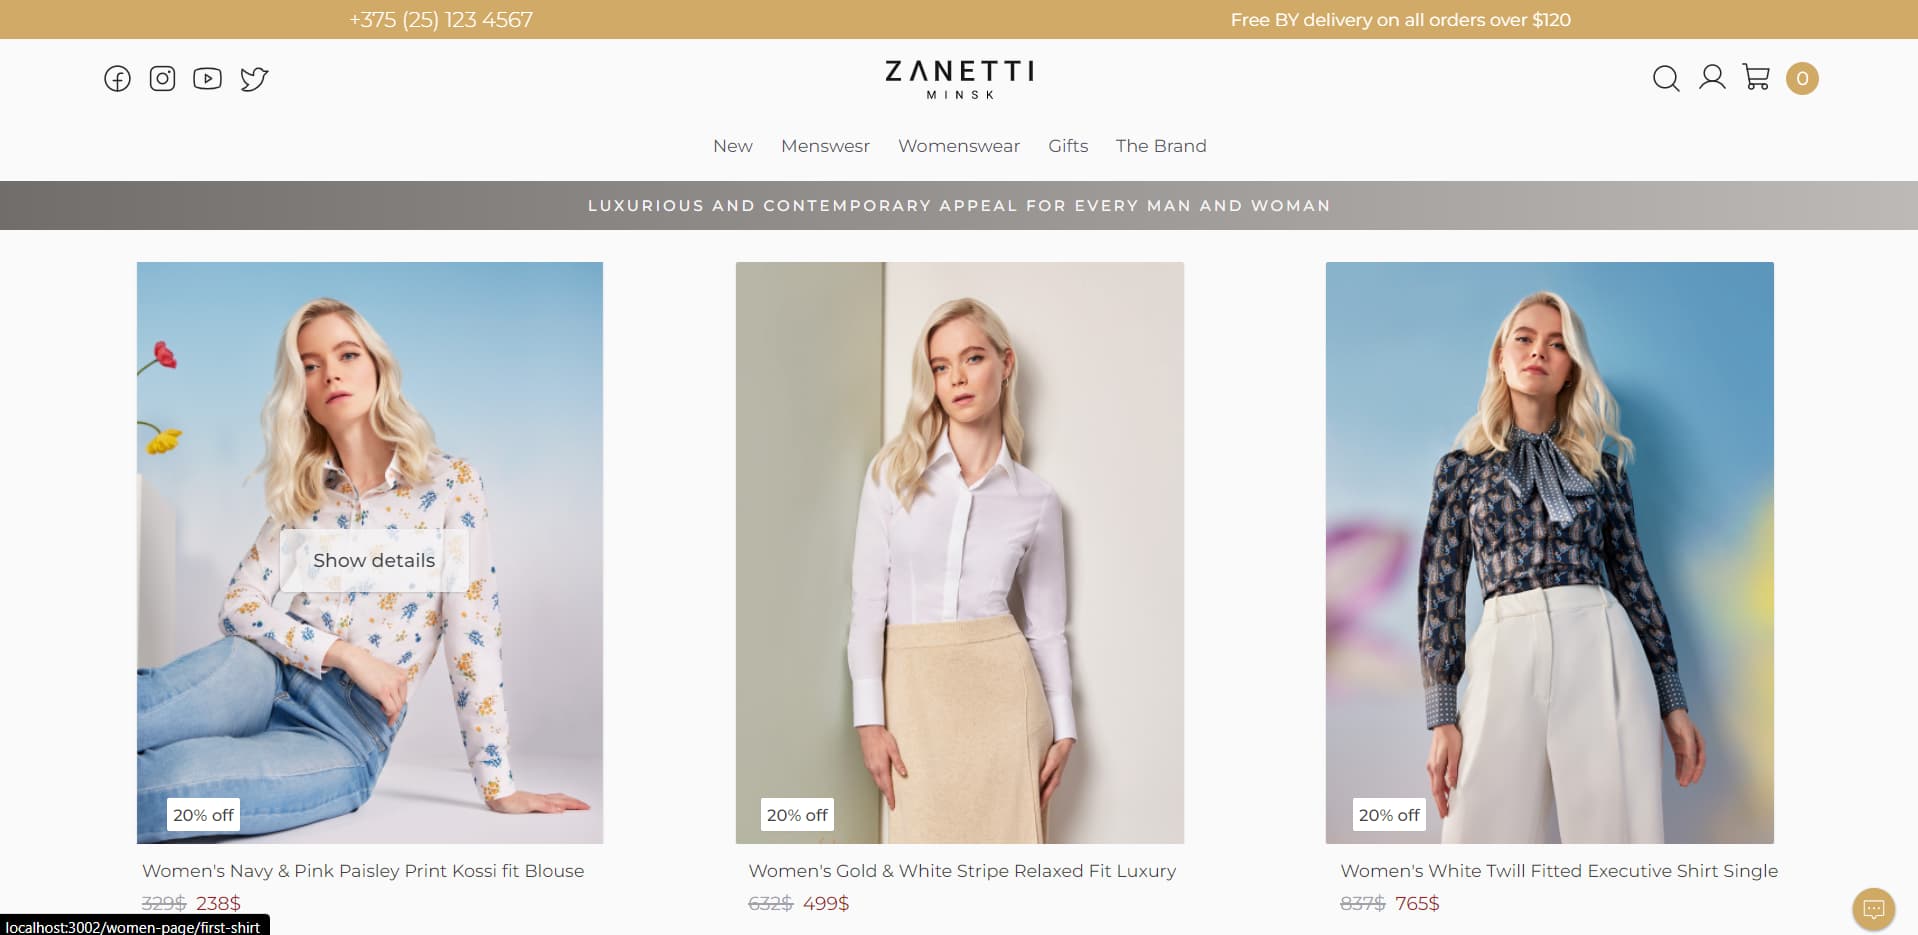 +375 (25) 123 4567
Free BY delivery on all orders over $120
ZANETTI
MINSK
0
New Menswesr Womenswear Gifts The Brand
LUXURIOUS AND CONTEMPORARY APPEAL FOR EVERY MAN AND WOMAN
Show details
20% off
20% off
20% off
Women's Navy & Pink Paisley Print Kossi fit Blouse
329$ 238$
Women's Gold & White Stripe Relaxed Fit Luxury
632$ 499$
Women's White Twill Fitted Executive Shirt Single
837$ 765$
localhost:3002/women-page/first-shirt